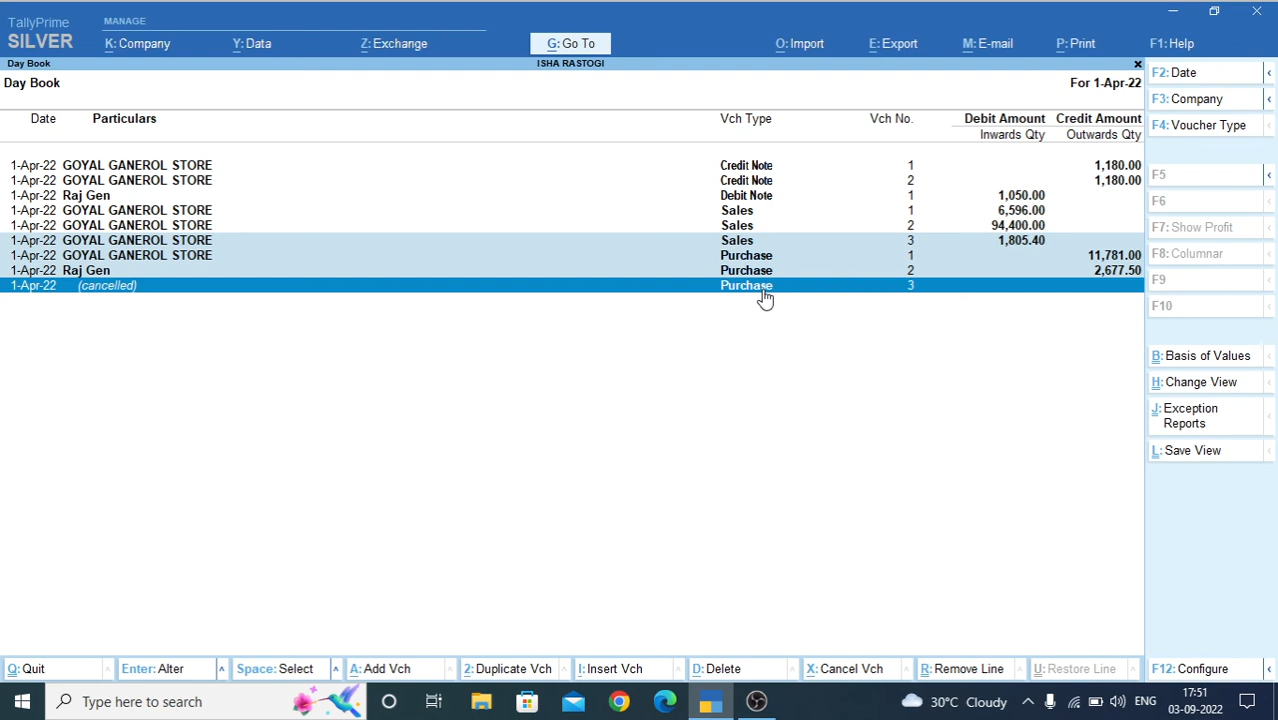 TallyPrime
MANAGE
SILVER
K: Company
Y: Data
Z: Exchange
G: Go To
O: Import
E: Export
M: E-mail
P: Print
F1: Help
Day Book
ISHA RASTOGI
Day Book
For 1-Apr-22
Date Particulars Vch Type Vch No. Debit Amount Credit Amount
Inwards Qty Outwards Qty
1-Apr-22 GOYAL GANEROL STORE Credit Note 1 1,180.00
1-Apr-22 GOYAL GANEROL STORE Credit Note 2 1,180.00
1-Apr-22 Raj Gen Debit Note 1 1,050.00
1-Apr-22 GOYAL GANEROL STORE Sales 1 6,596.00
1-Apr-22 GOYAL GANEROL STORE Sales 2 94,400.00
1-Apr-22 GOYAL GANEROL STORE Sales 3 1,805.40
1-Apr-22 GOYAL GANEROL STORE Purchase 1 11,781.00
1-Apr-22 Raj Gen Purchase 2 2,677.50
1-Apr-22 (cancelled) Purchase 3
F2: Date
F3: Company
F4: Voucher Type
F5
F6
F7: Show Profit
F8: Columnar
F9
F10
B: Basis of Values
H: Change View
J: Exception
Reports
L: Save View
Q: Quit
Enter: Alter
Space: Select
A: Add Vch
2: Duplicate Vch
I: Insert Vch
D: Delete
X: Cancel Vch
R: Remove Line
U: Restore Line
F12: Configure
Type here to search
30°C Cloudy
ENG
17:51
03-09-2022